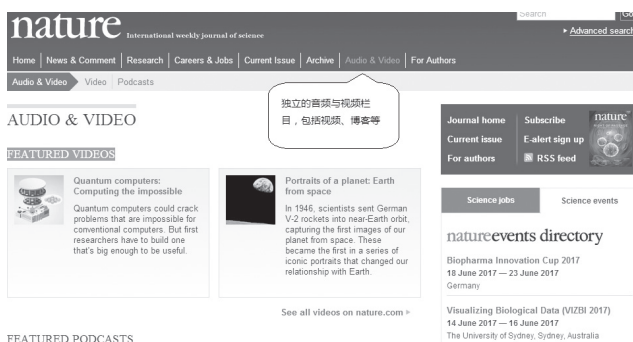 Search
Go
nature International weekly journal of science
Advanced search
Home News & Comment Research Careers & Jobs Current Issue Archive Audio & Video For Authors
Audio & Video Video Podcasts
独立的音频与视频栏
目，包括视频、博客等
AUDIO & VIDEO
FEATURED VIDEOS
Quantum computers:
Computing the impossible
Quantum computers could crack
problems that are impossible for
conventional computers. But first
researchers have to build one
that's big enough to be useful.
Portraits of a planet: Earth
from space
In 1946, scientists sent German
V-2 rockets into near-Earth orbit,
capturing the first images of our
planet from space. These
became the first in a series of
iconic portraits that changed our
relationship with Earth.
See all videos on nature.com
FEATURED PODCASTS
Journal home Subscribe
Current issue E-alert sign up
For authors RSS feed
nature
Science jobs Science events
natureevents directory
Biopharma Innovation Cup 2017
18 June 2017 — 23 June 2017
Germany
Visualizing Biological Data (VIZBI 2017)
14 June 2017 — 16 June 2017
The University of Sydney, Sydney, Australia